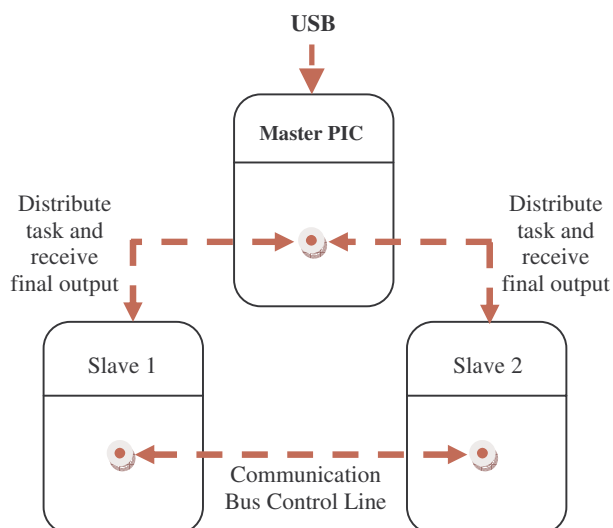 USB
Master PIC
Distribute
task and
receive
final output
Distribute
task and
receive
final output
Slave 1
Slave 2
Communication
Bus Control Line